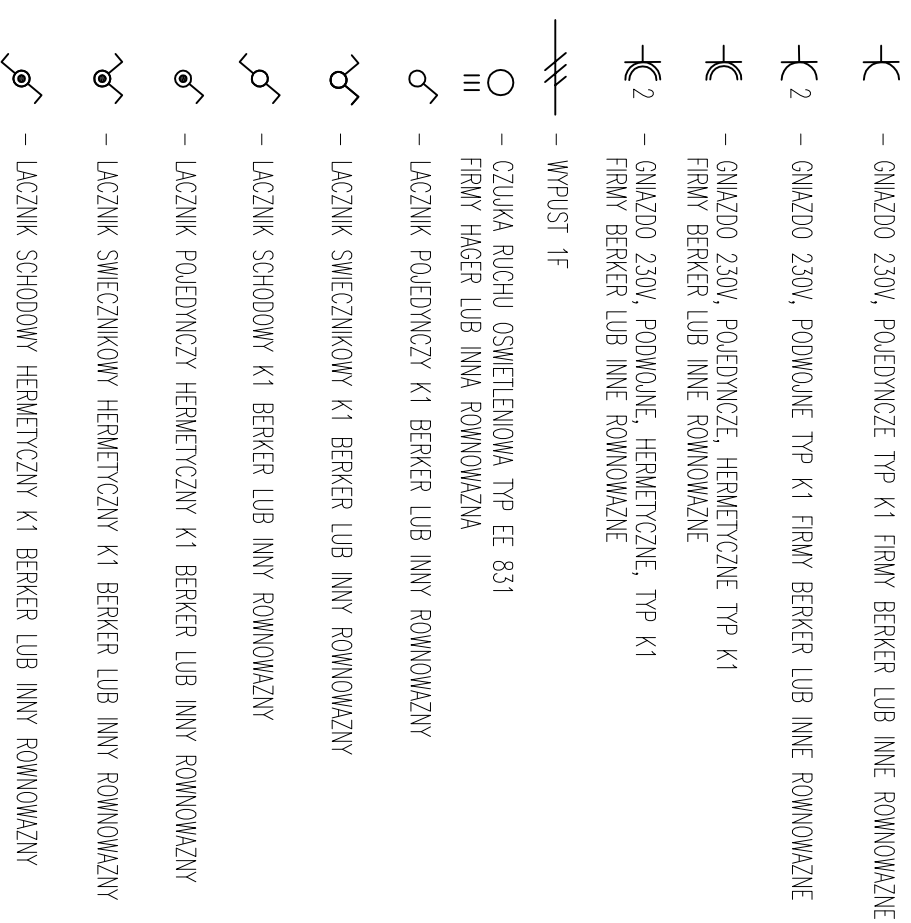 - GNIAZDO 230V, POJEDYNCZE TYP K1 FIRMY BERKER LUB INNE ROWNOWAZNE
2 - GNIAZDO 230V, PODWOJNE TYP K1 FIRMY BERKER LUB INNE ROWNOWAZNE
- GNIAZDO 230V, POJEDYNCZE, HERMETYCZNE TYP K1
FIRMY BERKER LUB INNE ROWNOWAZNE
2 - GNIAZDO 230V, PODWOJNE, HERMETYCZNE, TYP K1
FIRMY BERKER LUB INNE ROWNOWAZNE
- WYPUST 1F
- CZUJKA RUCHU OSWIETLENIOWA TYP EE 831
FIRMY HAGER LUB INNA ROWNOWAZNA
- LACZNIK POJEDYNCZY K1 BERKER LUB INNY ROWNOWAZNY
- LACZNIK SWIECZNIKOWY K1 BERKER LUB INNY ROWNOWAZNY
- LACZNIK SCHODOWY K1 BERKER LUB INNY ROWNOWAZNY
- LACZNIK POJEDYNCZY HERMETYCZNY K1 BERKER LUB INNY ROWNOWAZNY
- LACZNIK SWIECZNIKOWY HERMETYCZNY K1 BERKER LUB INNY ROWNOWAZNY
- LACZNIK SCHODOWY HERMETYCZNY K1 BERKER LUB INNY ROWNOWAZNY